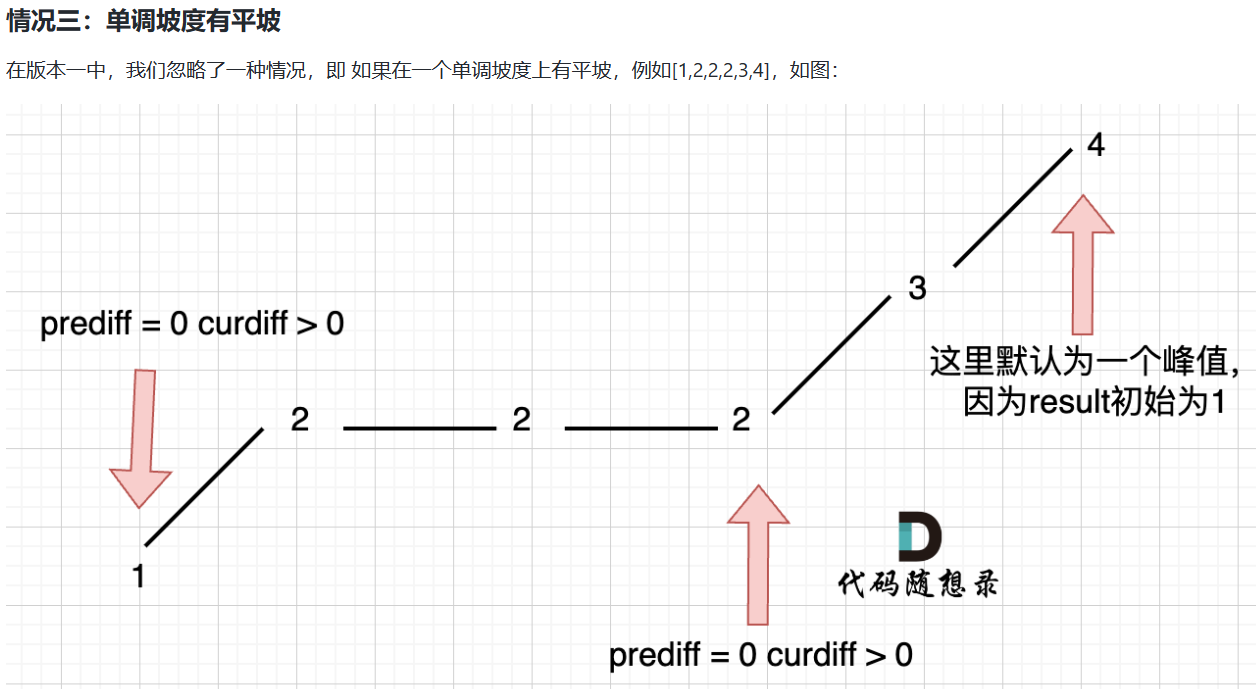 情况三：单调坡度有平坡
在版本一中，我们忽略了一种情况，即 如果在一个单调坡度上有平坡，例如[1,2,2,2,3,4]，如图：
4
3
prediff = 0 curdiff > 0
这里默认为一个峰值，
因为result初始为1
2
2
2
1
代码随想录
prediff = 0 curdiff > 0